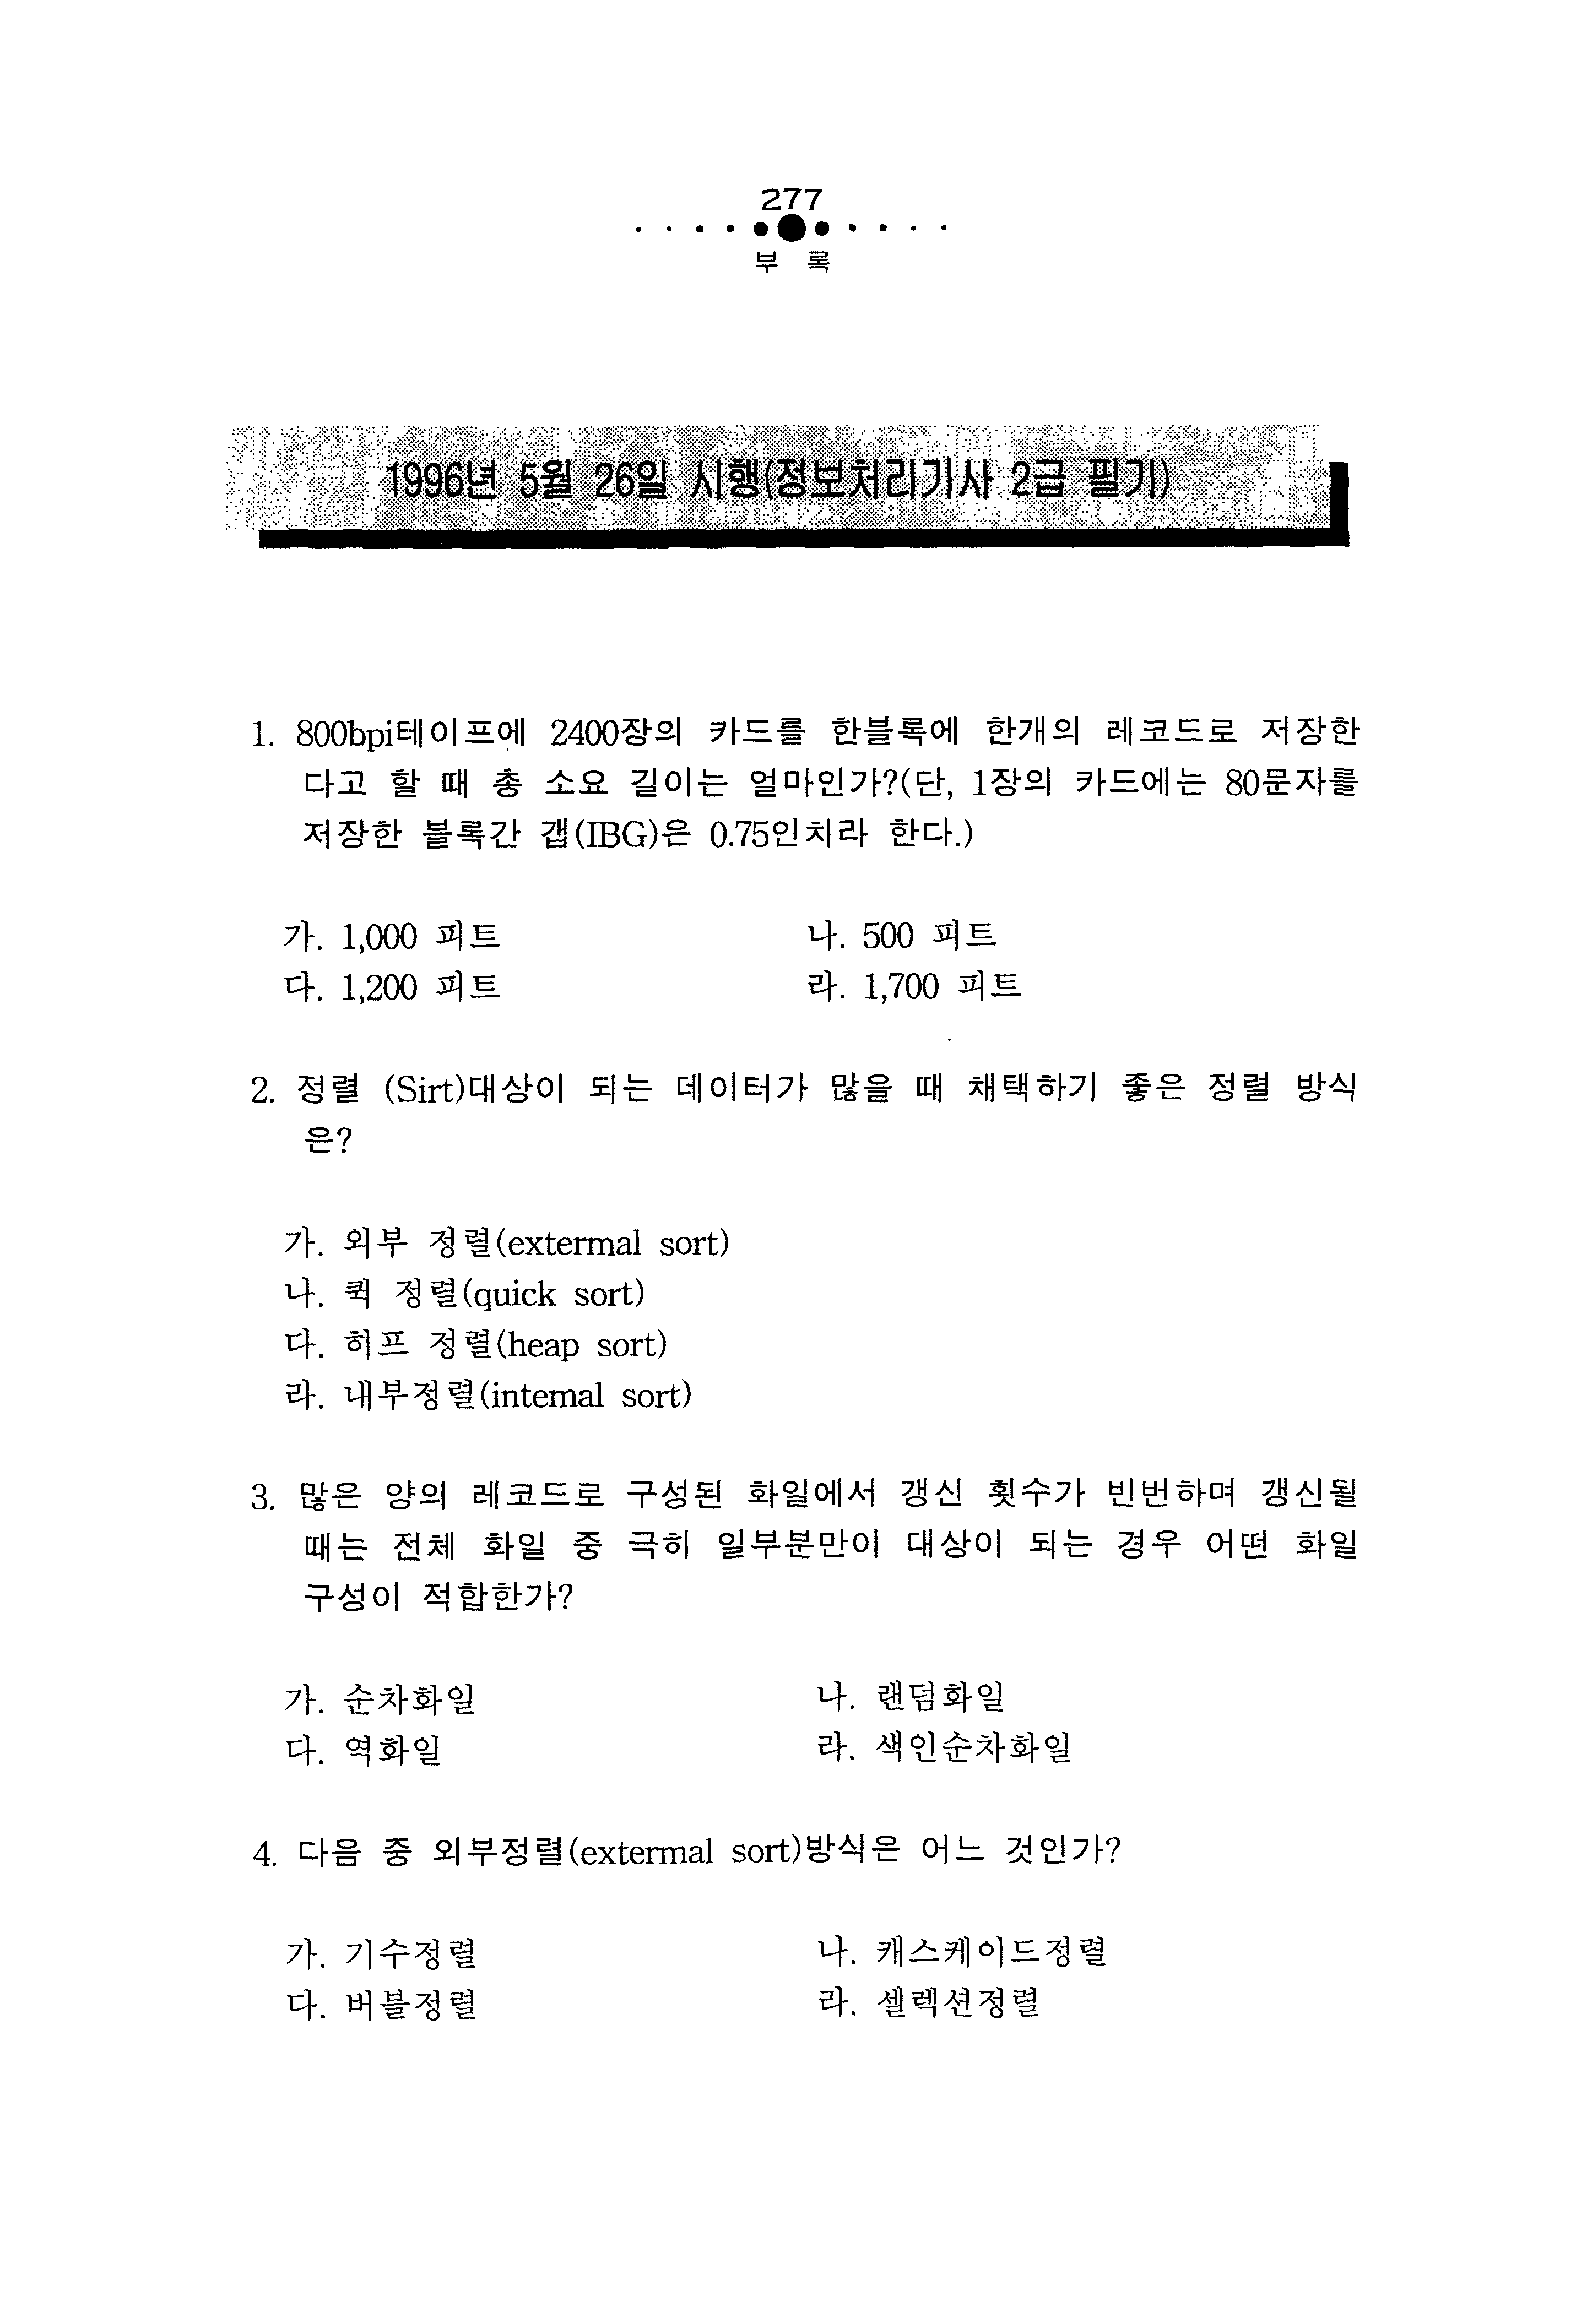 277
부 록
1996년 5월 26일 시행(정보처리기사 2급 필기)
1. 800bpi테이프에 2400장의 카드를 한블록에 한개의 레코드로 저장한
다고 할 때 총 소요 길이는 얼마인가?(단, 1장의 카드에는 80문자를
저장한 블록간 갭(IBG)은 0.75인치라 한다.)
가. 1,000 피트 나. 500 피트
다. 1,200 피트 라. 1,700 피트
2. 정렬 (Sirt)대상이 되는 데이터가 많을 때 채택하기 좋은 정렬 방식
은?
가. 외부 정렬(extermal sort)
나. 퀵 정렬(quick sort)
다. 히프 정렬(heap sort)
라. 내부정렬(intemal sort)
3. 많은 양의 레코드로 구성된 화일에서 갱신 횟수가 빈번하며 갱신될
때는 전체 화일 중 극히 일부분만이 대상이 되는 경우 어떤 화일
구성이 적합한가?
가. 순차화일 나. 랜덤화일
다. 역화일 라. 색인순차화일
4. 다음 중 외부정렬(extermal sort)방식은 어느 것인가?
가. 기수정렬 나. 캐스케이드정렬
다. 버블정렬 라. 셀렉션정렬